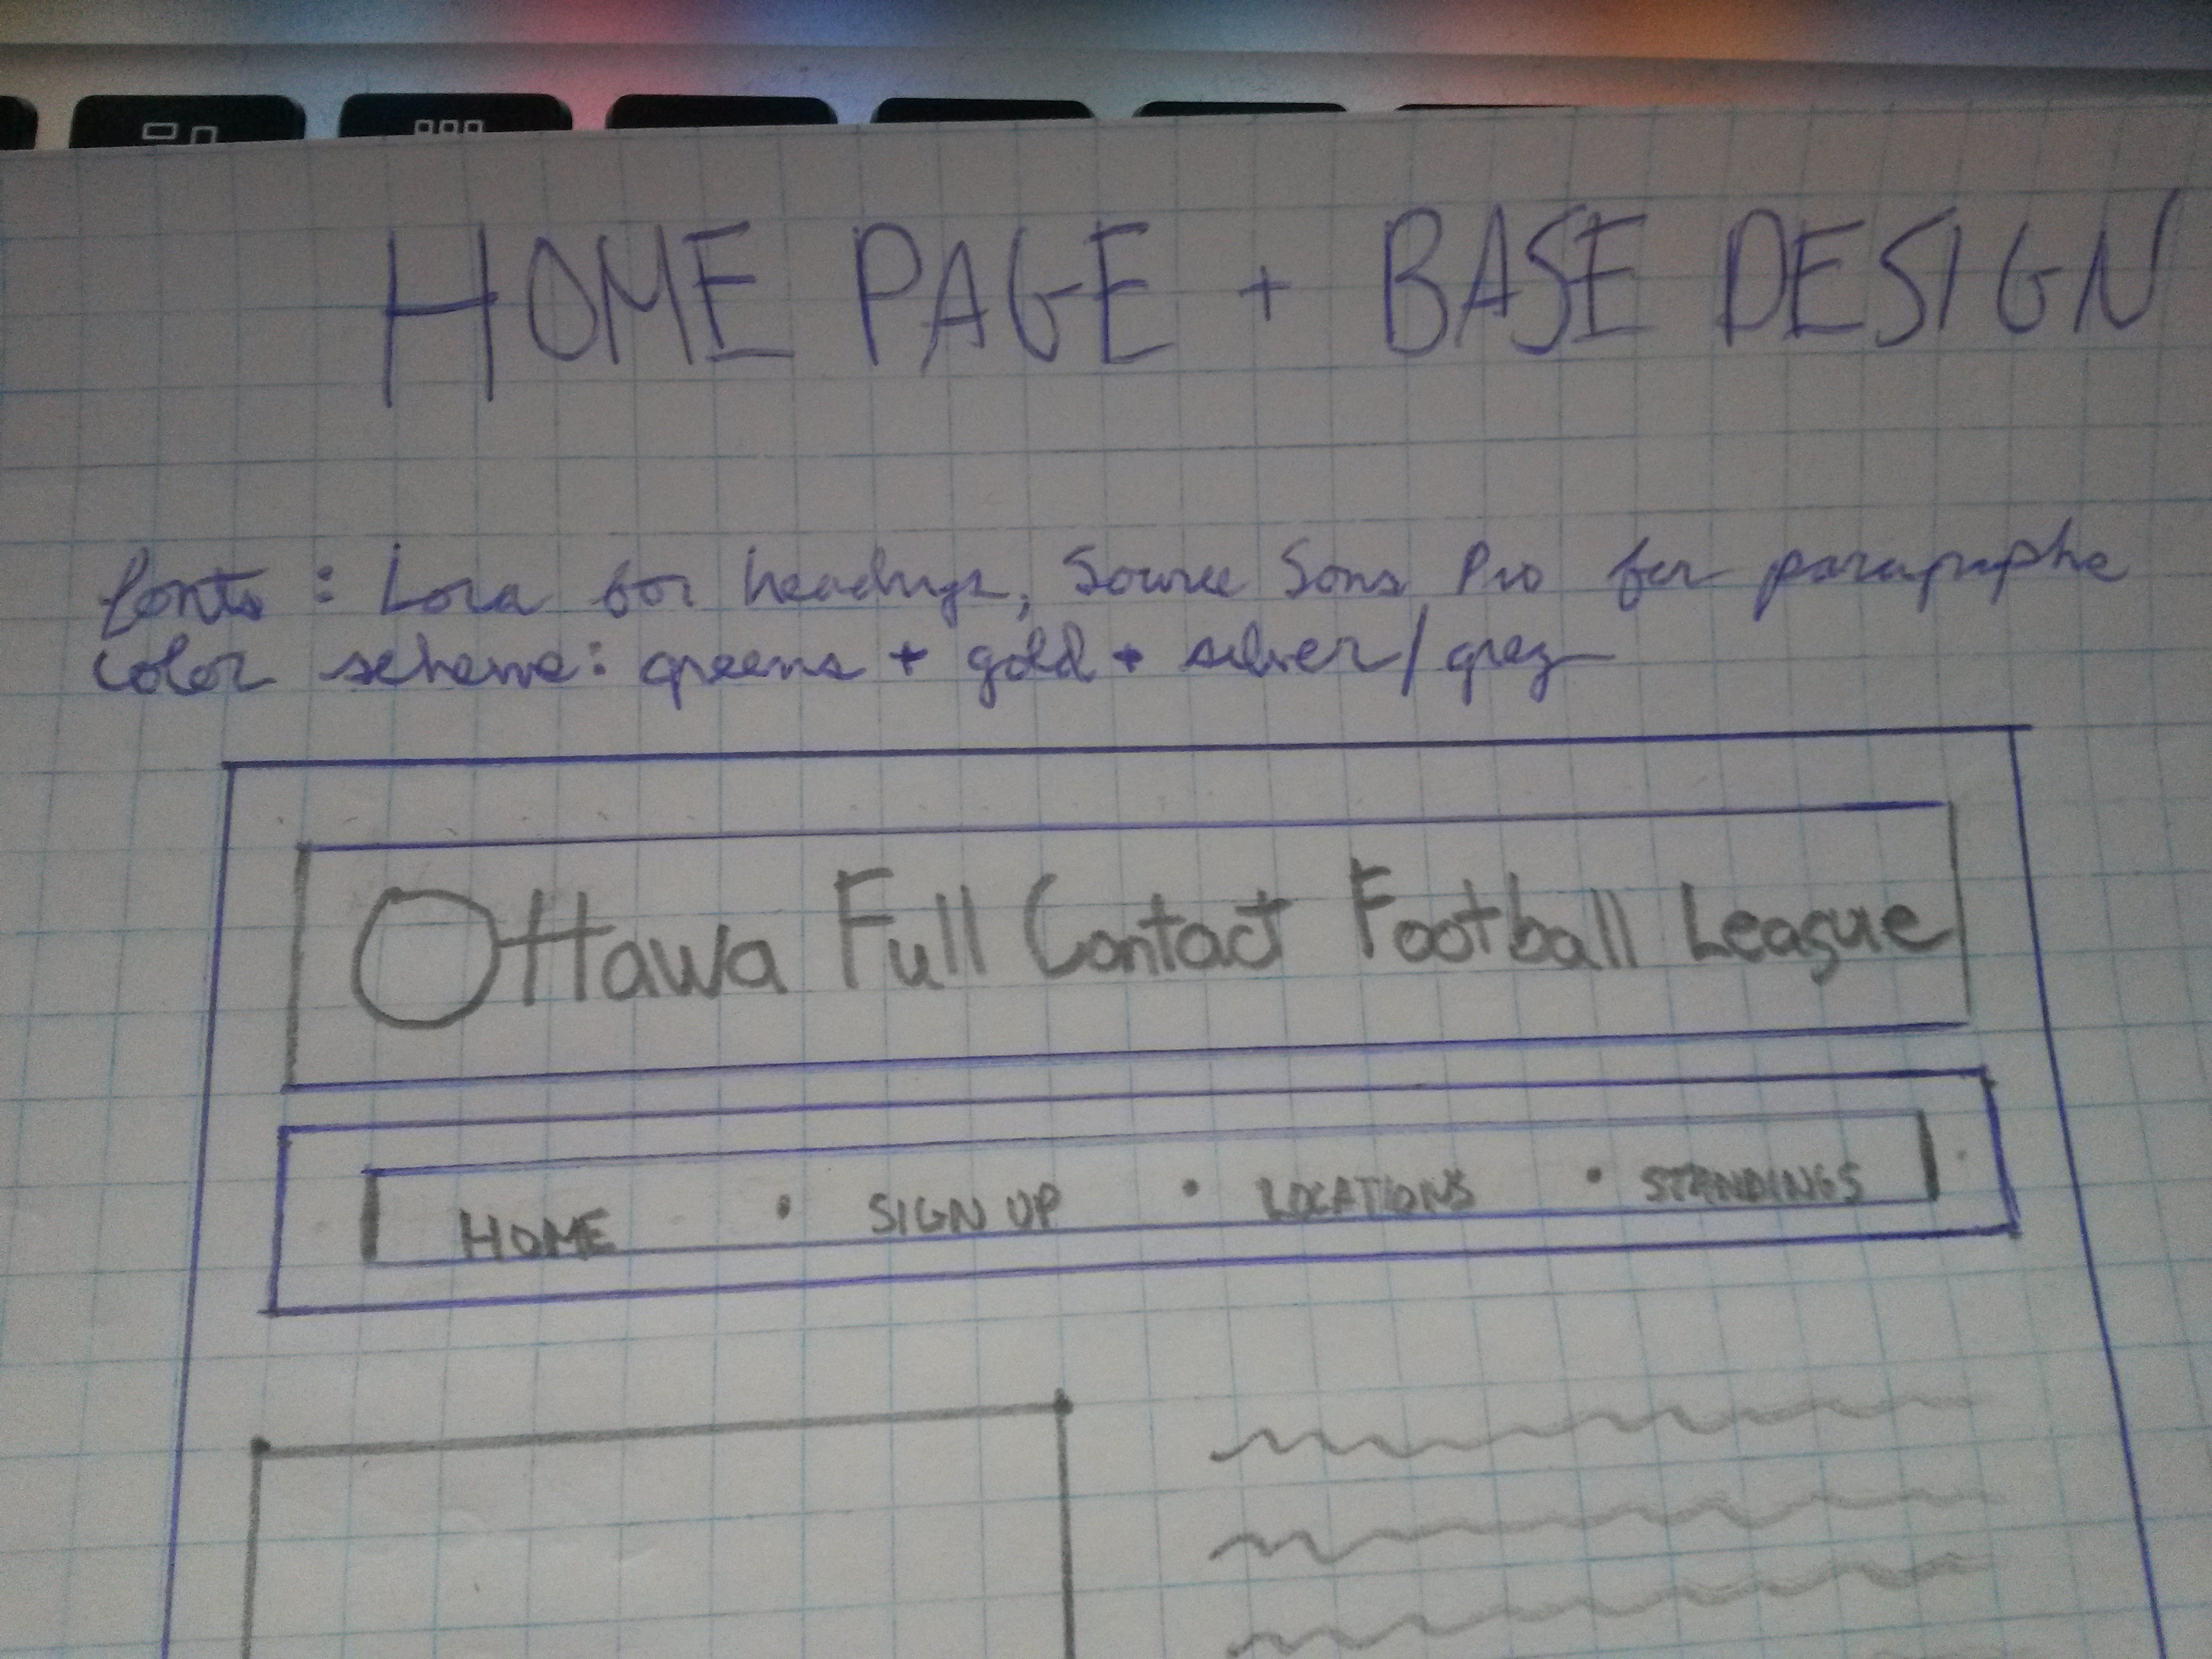 HOME PAGE + BASE DESIGN
fonts : Lora for headings, Source Sans Pro for paragraphs
Color scheme: greens + gold + silver/grey
Ottawa Full Contact Football League
HOME • SIGN UP • LOCATIONS • STANDINGS